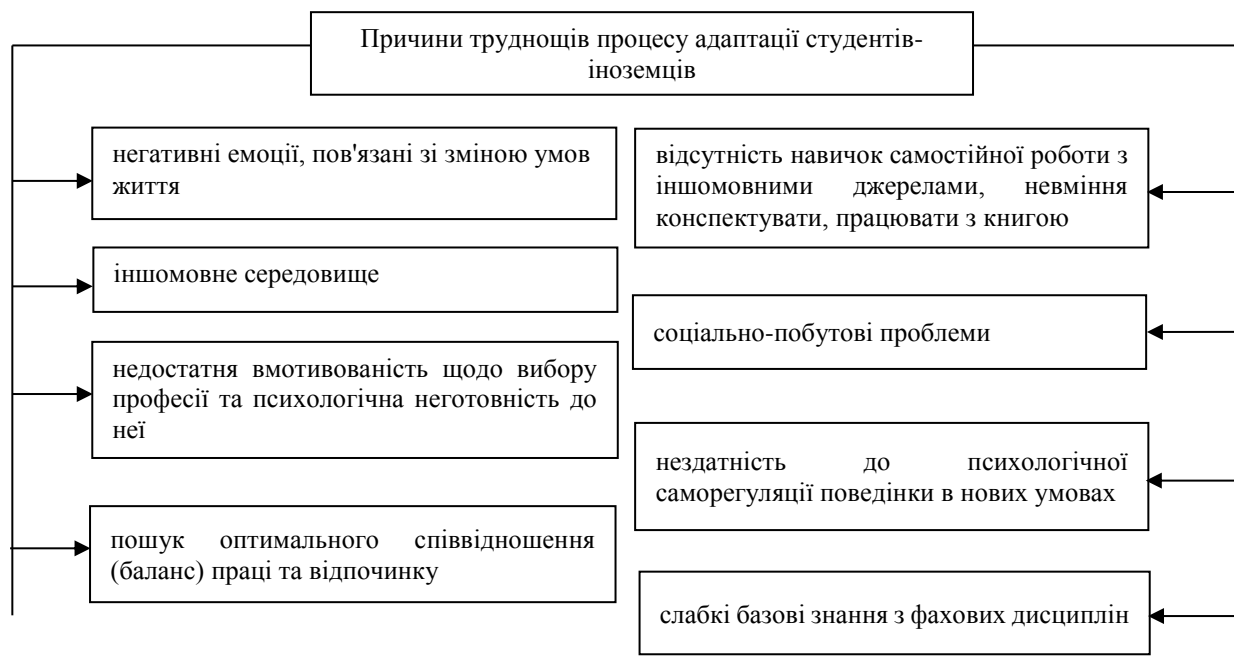 Причини труднощів процесу адаптації студентів-
іноземців
негативні емоції, пов'язані зі зміною умов
життя
іншомовне середовище
недостатня вмотивованість щодо вибору
професії та психологічна неготовність до
неї
пошук оптимального співвідношення
(баланс) праці та відпочинку
відсутність навичок самостійної роботи з
іншомовними джерелами, невміння
конспектувати, працювати з книгою
соціально-побутові проблеми
нездатність до психологічної
саморегуляції поведінки в нових умовах
слабкі базові знання з фахових дисциплін